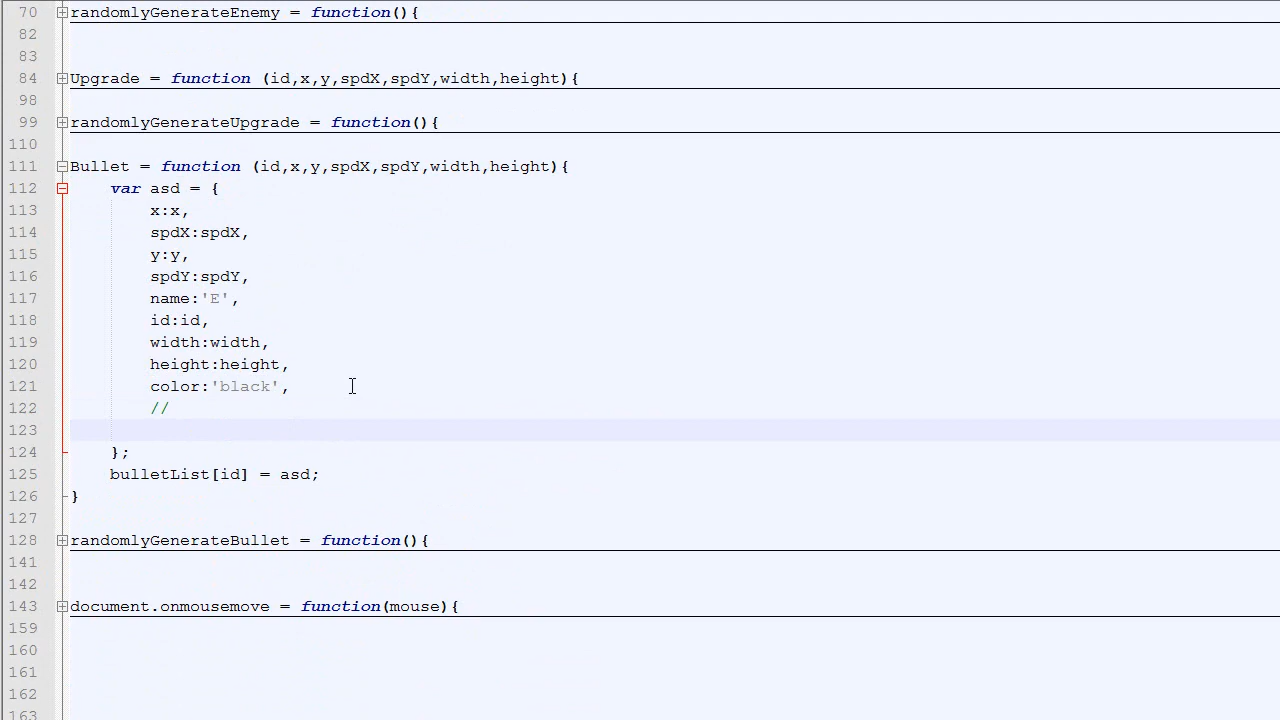 70 randomlyGenerateEnemy = function(){
82
83
84 Upgrade = function (id,x,y,spdX,spdY,width,height){
98
99 randomlyGenerateUpgrade = function(){
110
111 Bullet = function (id,x,y,spdX,spdY,width,height){
112 var asd = {
113 x:x,
114 spdX:spdX,
115 y:y,
116 spdY:spdY,
117 name:'E',
118 id:id,
119 width:width,
120 height:height,
121 color:'black',
122 //
123
124 };
125 bulletList[id] = asd;
126 }
127
128 randomlyGenerateBullet = function(){
141
142
143 document.onmousemove = function(mouse){
159
160
161
162
163